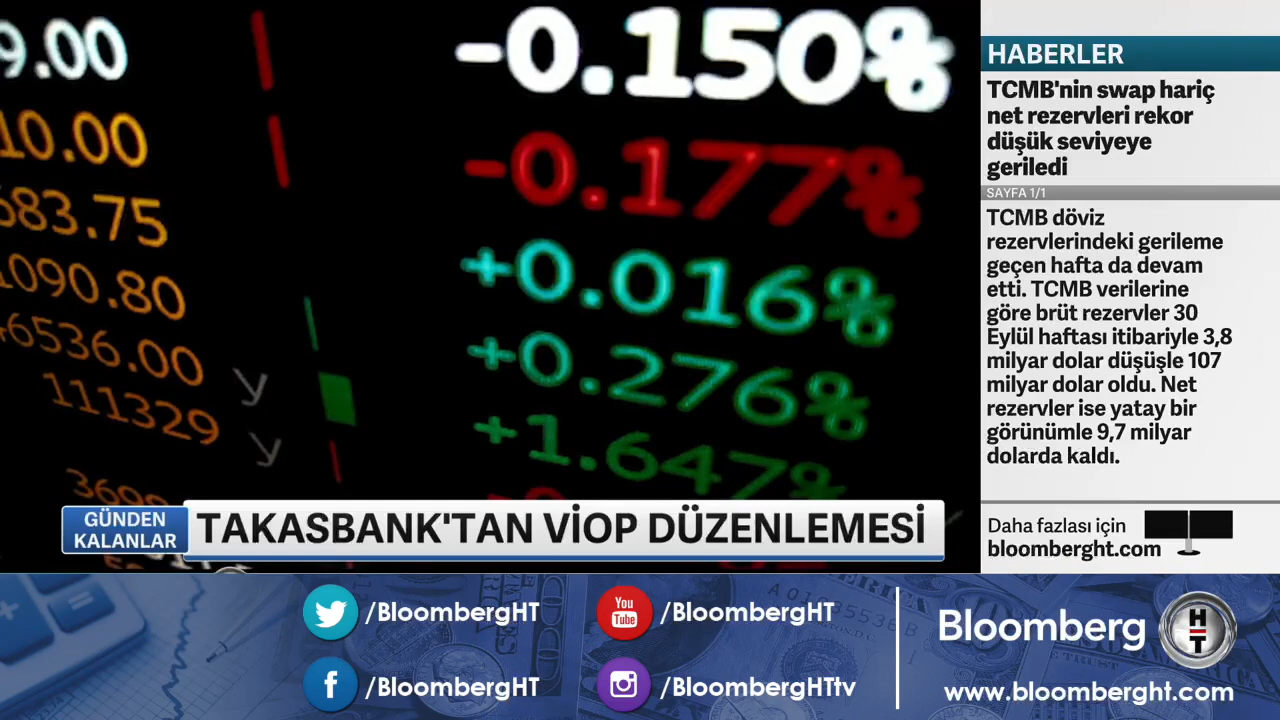 9.00
-0.150%
10.00
-0.177%
683.75
+0.016%
1090.80
+0.276%
46536.00
y
111329
y
+1.647%
GÜNDEN
KALANLAR
TAKASBANK'TAN VİOP DÜZENLEMESİ
HABERLER
TCMB'nin swap hariç
net rezervleri rekor
düşük seviyeye
geriledi
SAYFA 1/1
TCMB döviz
rezervlerindeki gerileme
geçen hafta da devam
etti. TCMB verilerine
göre brüt rezervler 30
Eylül haftası itibariyle 3,8
milyar dolar düşüşle 107
milyar dolar oldu. Net
rezervler ise yatay bir
görünümle 9,7 milyar
dolarda kaldı.
Daha fazlası için
bloomberght.com
/BloombergHT
You
Tube
/BloombergHT
f
/BloombergHT
/BloombergHTtv
Bloomberg
HT
www.bloomberght.com